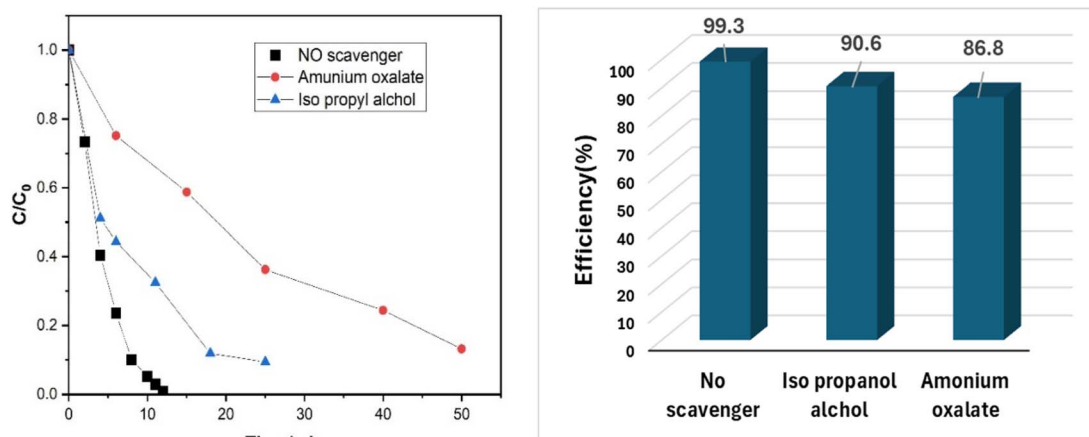 1.0
0.8
0.6
0.4
0.2
0.0
C/C0
NO scavenger
Amunium oxalate
Iso propyl alchol
0 10 20 30 40 50
99.3
90.6
86.8
Efficiency(%)
100
90
80
70
60
50
40
30
20
10
0
No scavenger
Iso propanol alchol
Amonium oxalate